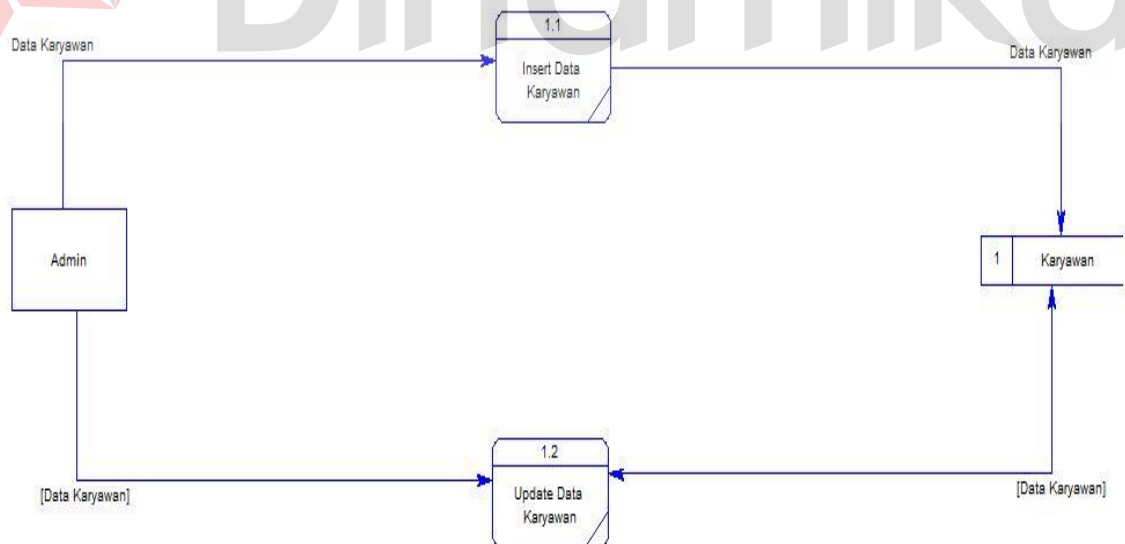 Dinamika
Data Karyawan
1.1
Insert Data
Karyawan
Data Karyawan
Admin
1
Karyawan
1.2
Update Data
Karyawan
[Data Karyawan]
[Data Karyawan]